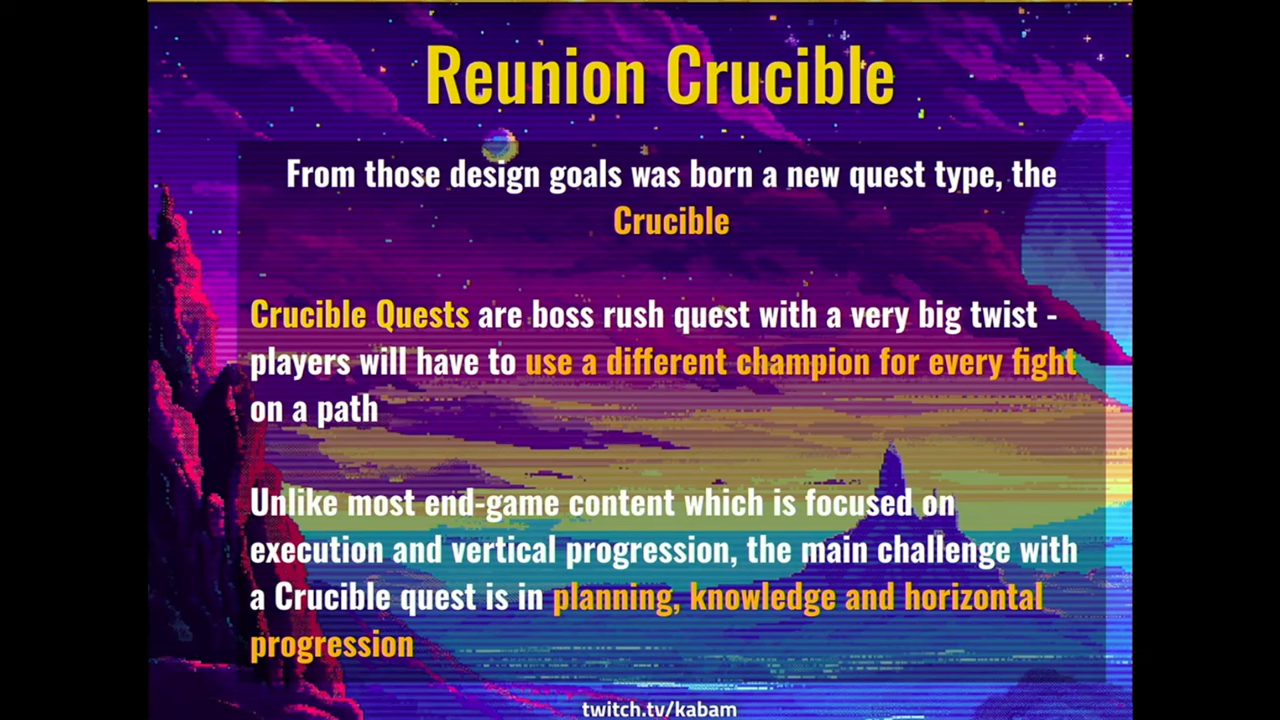 Reunion Crucible
From those design goals was born a new quest type, the
Crucible
Crucible Quests are boss rush quest with a very big twist -
players will have to use a different champion for every fight
on a path
Unlike most end-game content which is focused on
execution and vertical progression, the main challenge with
a Crucible quest is in planning, knowledge and horizontal
progression
twitch.tv/kabam